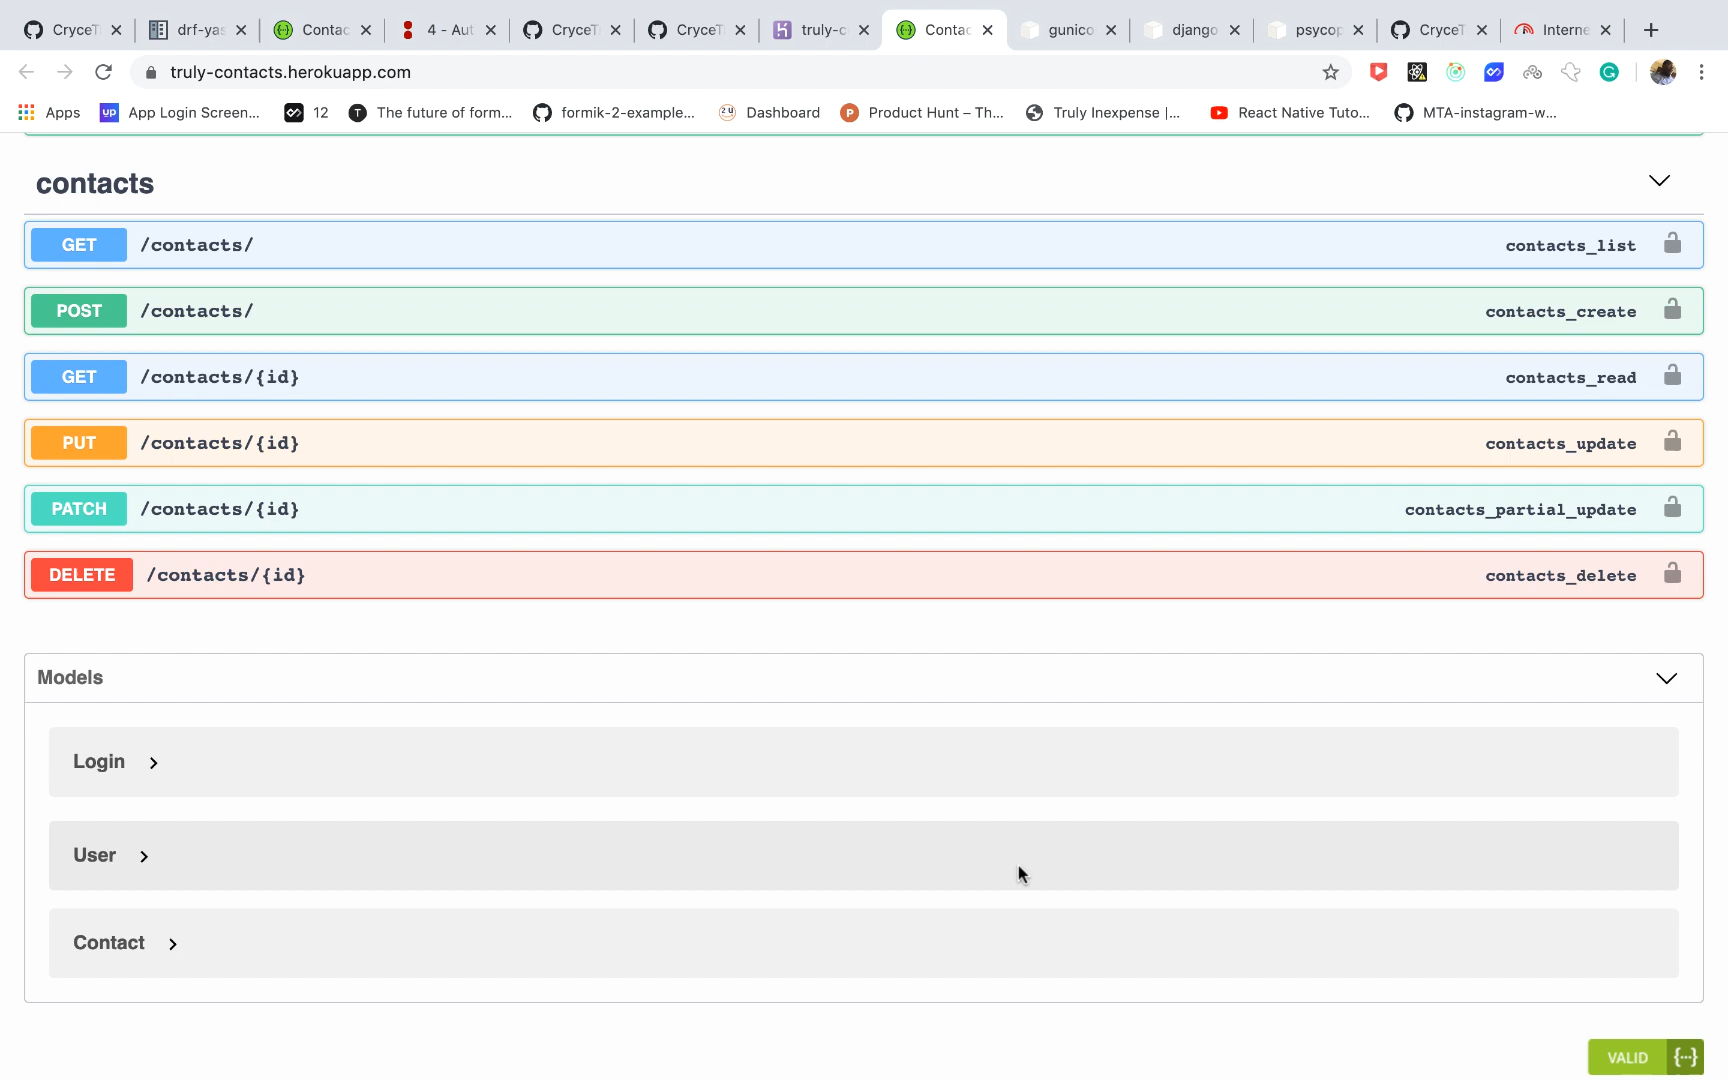 CryceT
drf-yas
Contac
4 - Aut
CryceT
CryceT
truly-c
Contac
gunico
django
psycop
CryceT
Interne
truly-contacts.herokuapp.com
Apps
up App Login Screen...
12
T The future of form...
formik-2-example...
2U Dashboard
P Product Hunt – Th...
Truly Inexpense |...
React Native Tuto...
MTA-instagram-w...
contacts
GET /contacts/ contacts_list
POST /contacts/ contacts_create
GET /contacts/{id} contacts_read
PUT /contacts/{id} contacts_update
PATCH /contacts/{id} contacts_partial_update
DELETE /contacts/{id} contacts_delete
Models
Login
User
Contact
VALID {...}